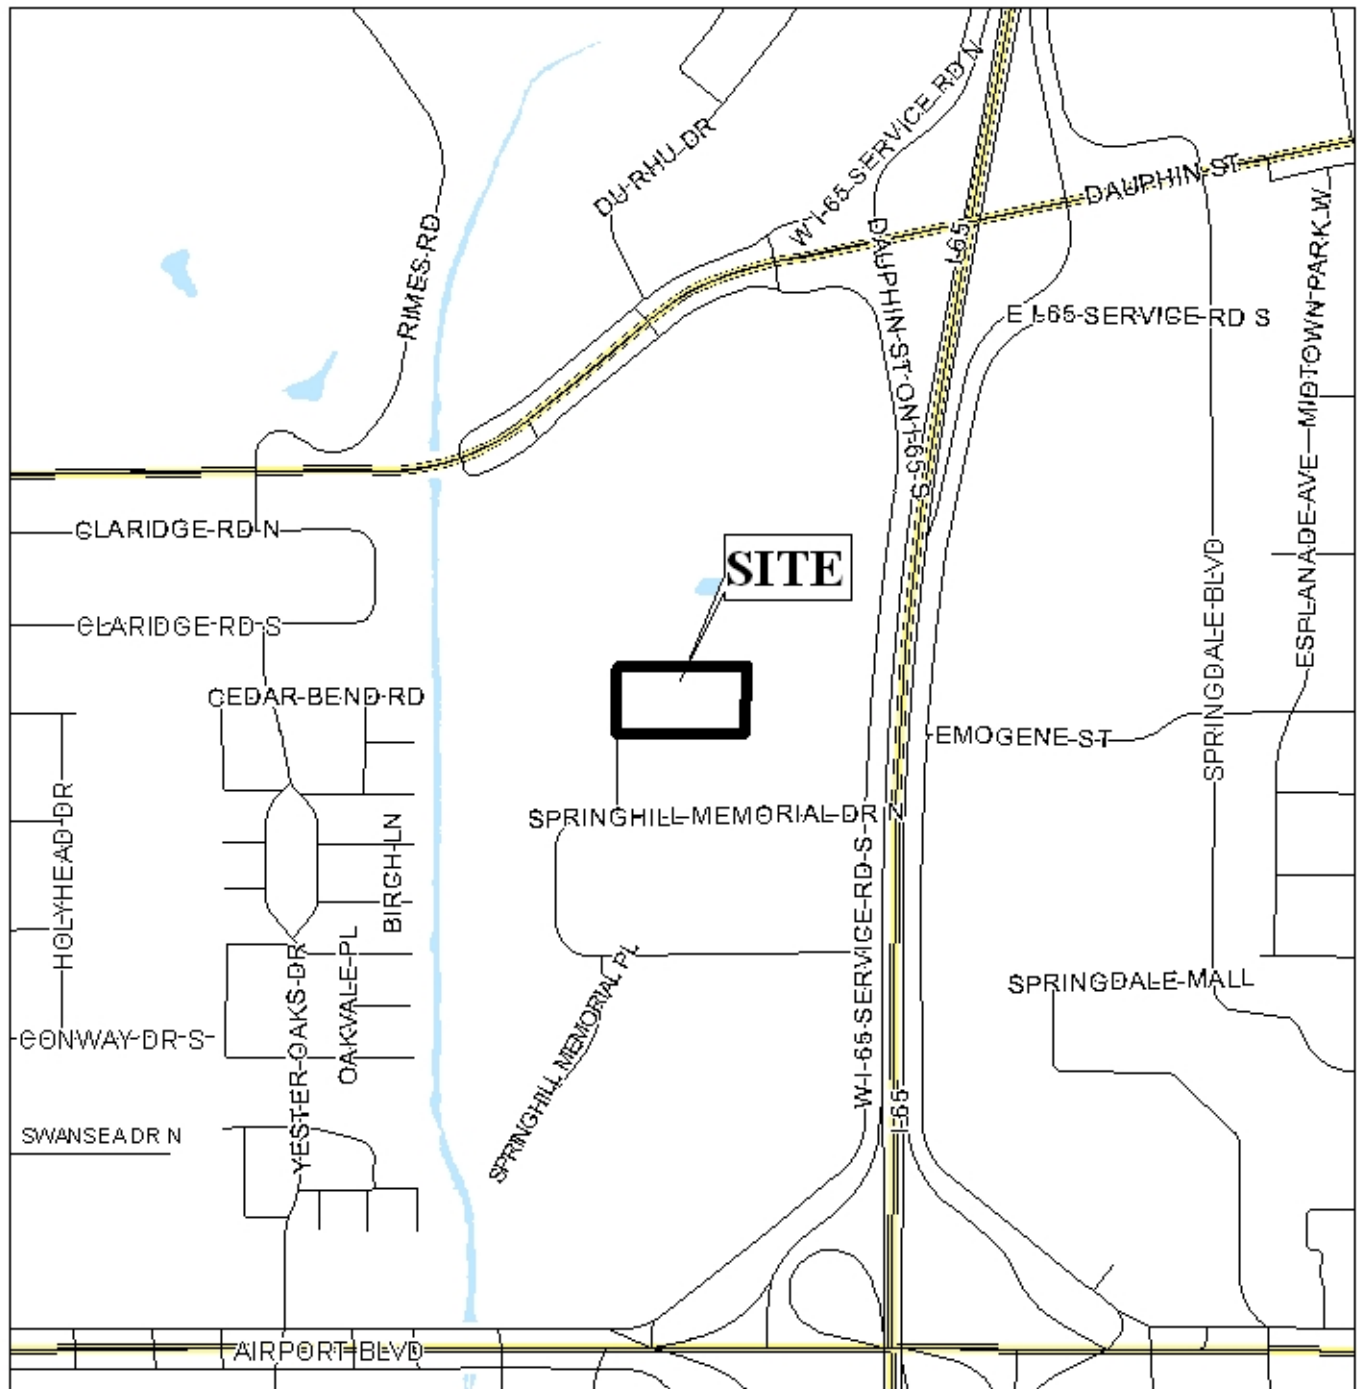 W I-65 SERVICE RD N
DU RHU DR
DAUPHIN ST
RIMES RD
I-65
DAUPHIN ST ON I-65 S
E I-65 SERVICE RD S
MIDTOWN PARK W
ESPLANADE AVE
CLARIDGE RD N
SITE
SPRINGDALE BLVD
CLARIDGE RD S
CEDAR BEND RD
EMOGENE ST
HOLYHEAD DR
SPRINGHILL MEMORIAL DR N
BIRCH LN
W I-65 SERVICE RD S
OAKVALE PL
YESTER OAKS DR
SPRINGHILL MEMORIAL PL
SPRINGDALE MALL
CONWAY DR S
I-65
SWANSEA DR N
AIRPORT BLVD